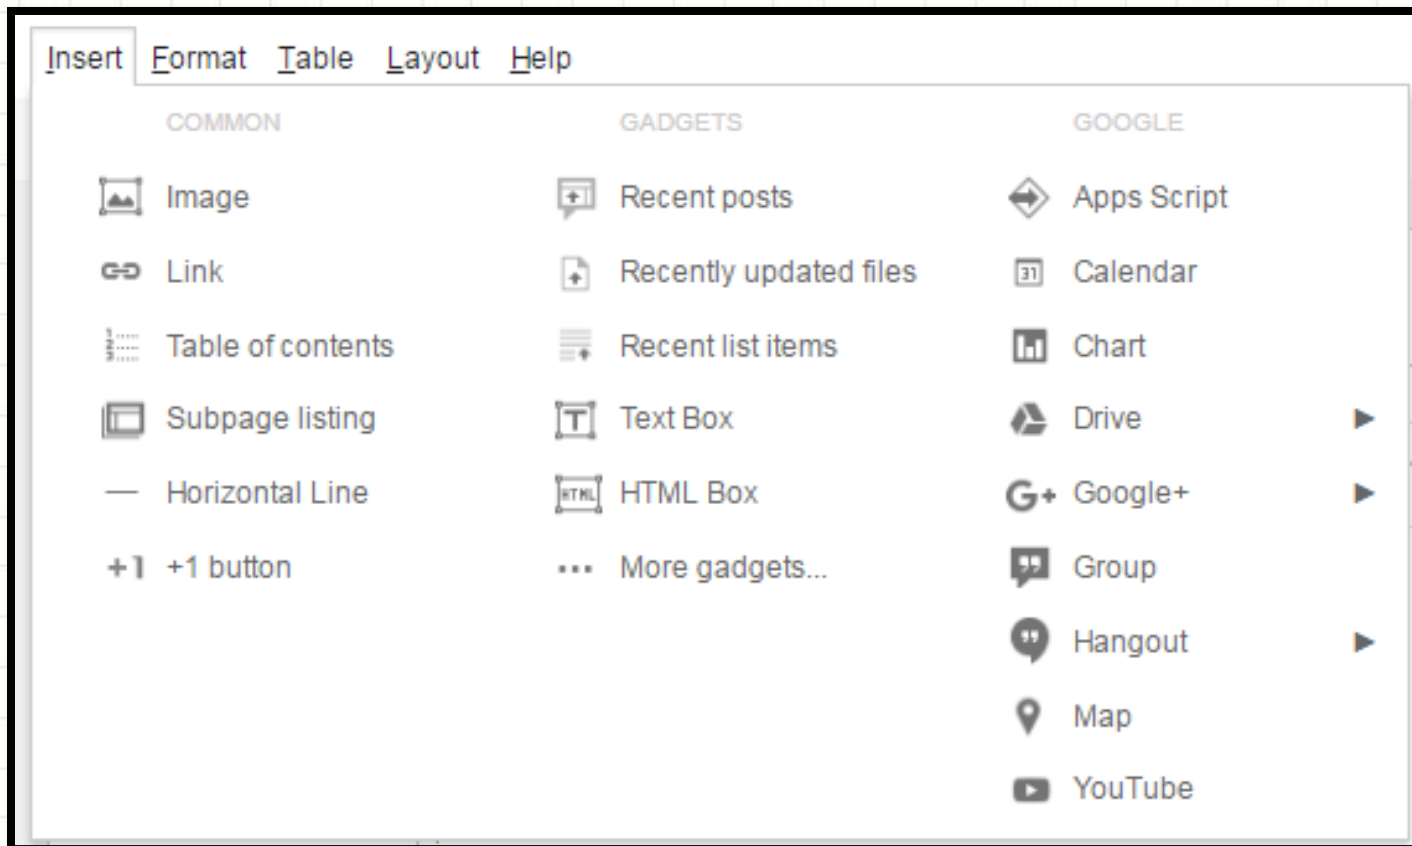 Insert Format Table Layout Help
COMMON
Image
Link
Table of contents
Subpage listing
Horizontal Line
+1 +1 button
GADGETS
Recent posts
Recently updated files
Recent list items
Text Box
HTML HTML Box
More gadgets...
GOOGLE
Apps Script
31 Calendar
Chart
Drive
G+ Google+
Group
Hangout
Map
YouTube